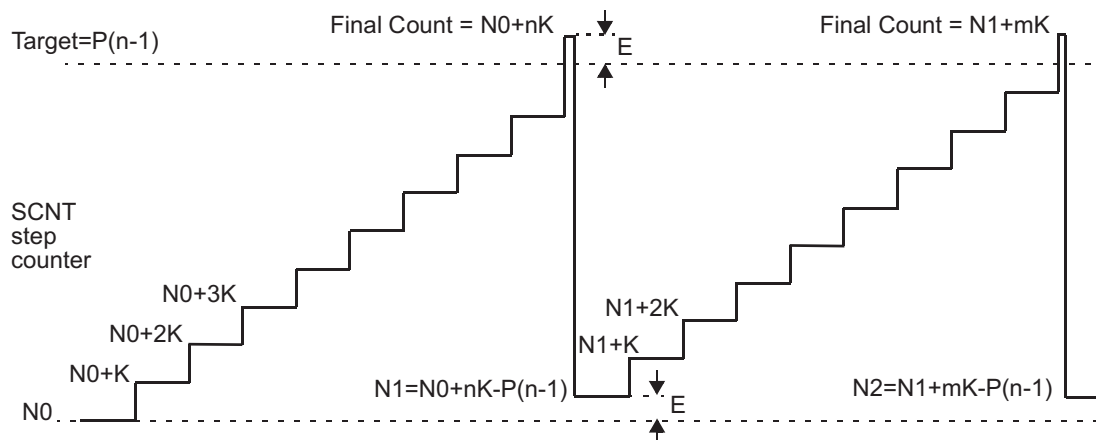 Final Count = N0+nK
Final Count = N1+mK
Target=P(n-1)
E
SCNT
step
counter
N0+3K
N0+2K
N0+K
N0
N1+2K
N1+K
N1=N0+nK-P(n-1)
E
N2=N1+mK-P(n-1)